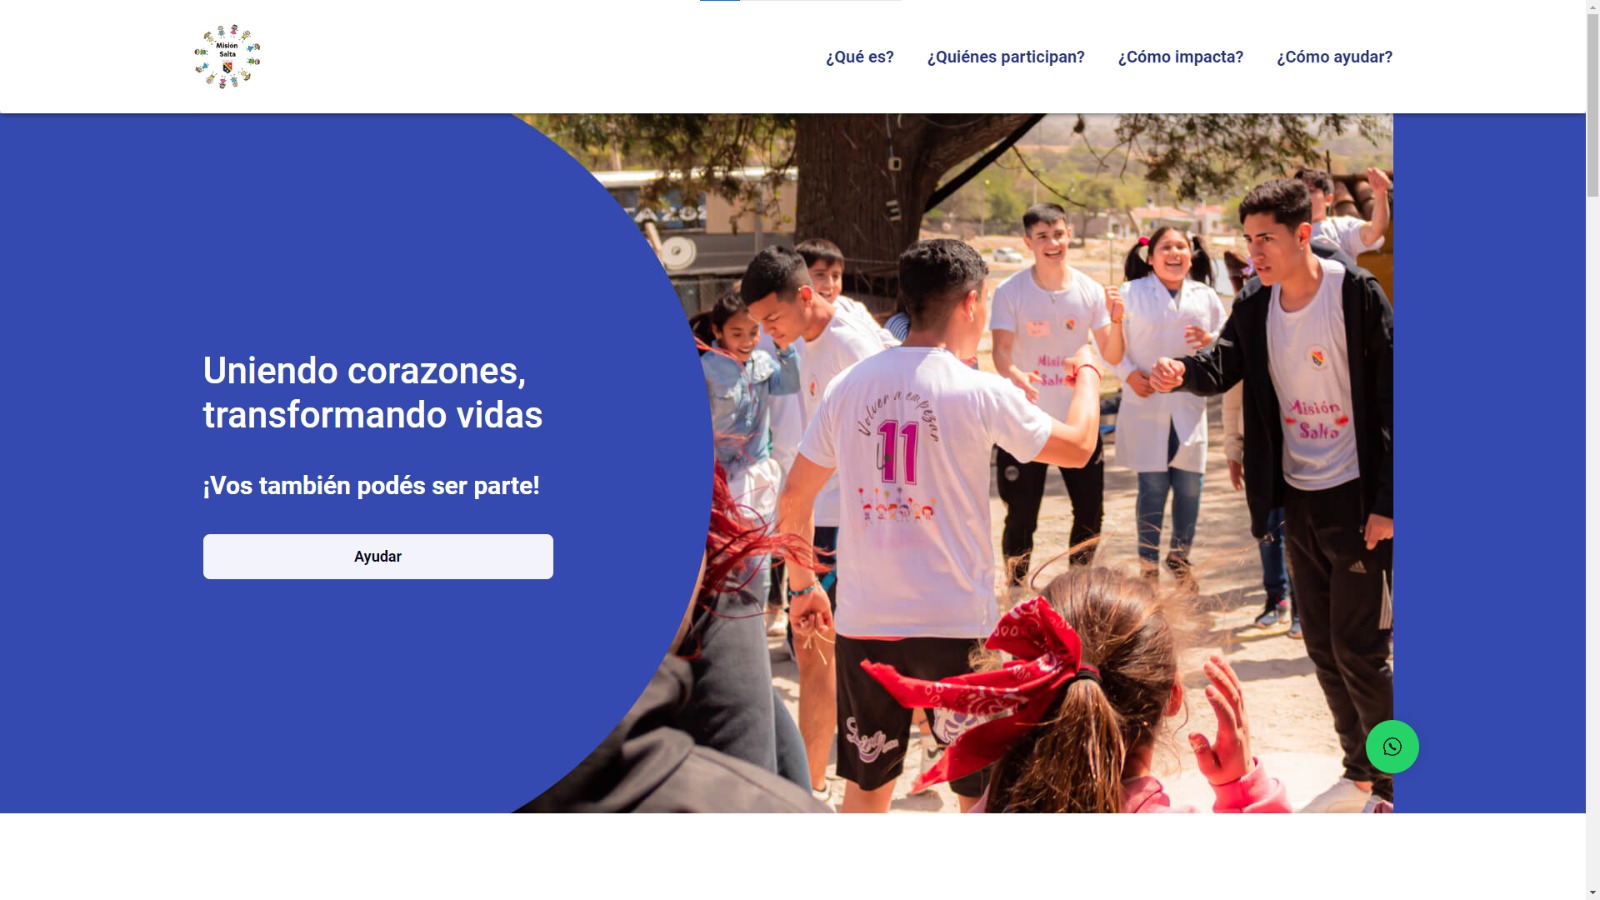 Misión
Salta
¿Qué es?
¿Quiénes participan?
¿Cómo impacta?
¿Cómo ayudar?
Uniendo corazones,
transformando vidas
¡Vos también podés ser parte!
Ayudar
Volver a empezar
11
Misión
Salta
Misión
Salta